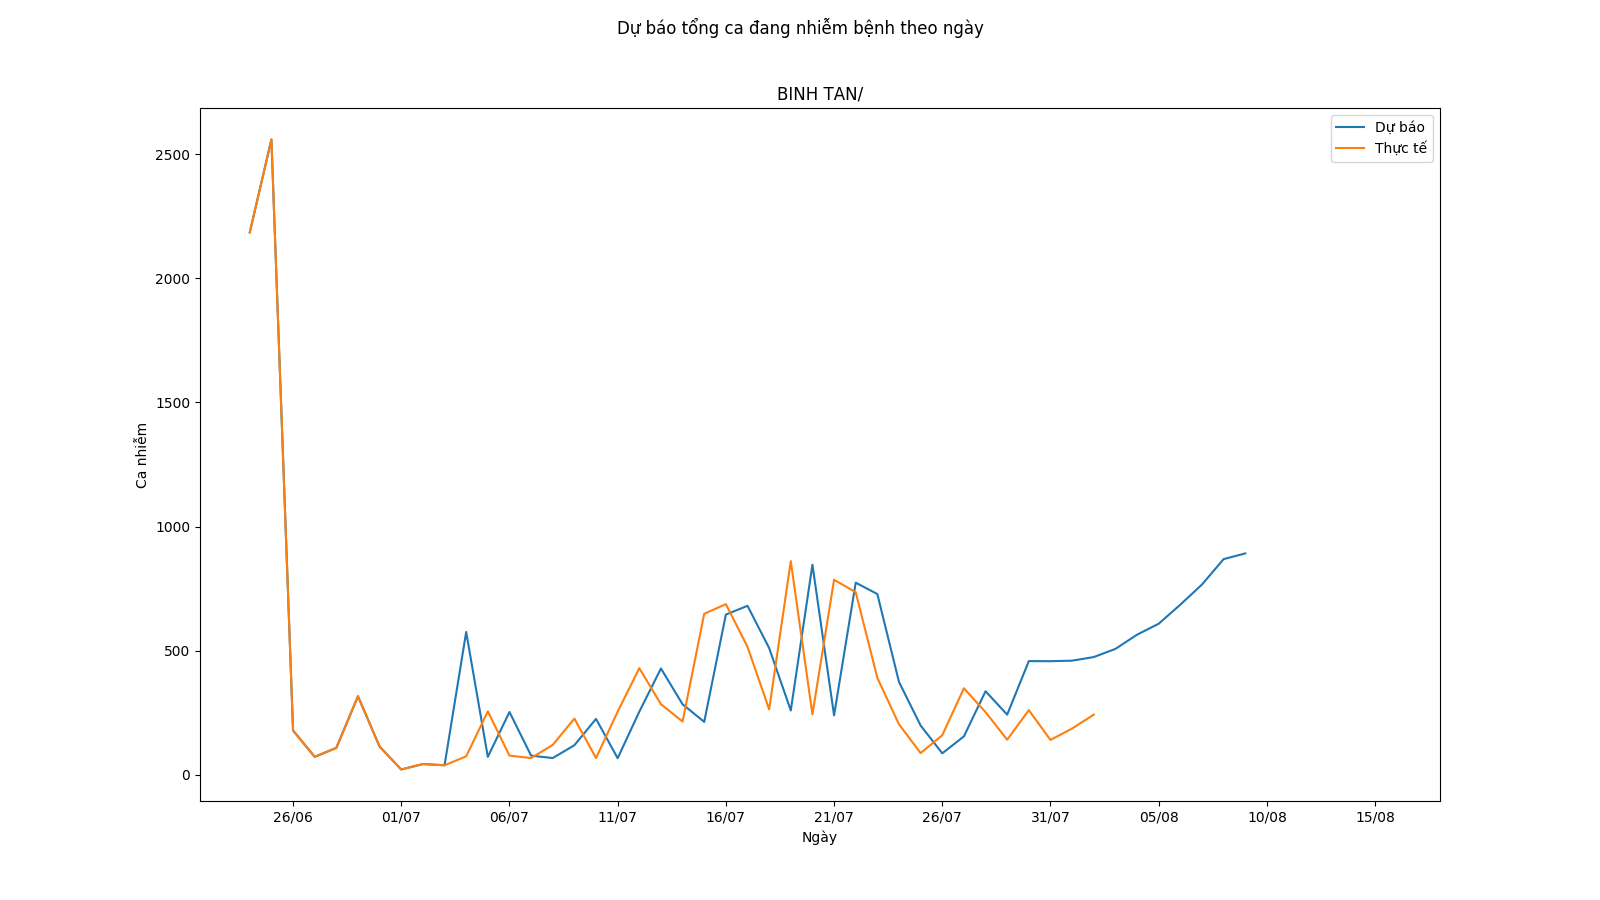 Dự báo tổng ca đang nhiễm bệnh theo ngày
BINH TAN/
Dự báo
Thực tế
2500
2000
1500
1000
500
0
Ca nhiễm
26/06 01/07 06/07 11/07 16/07 21/07 26/07 31/07 05/08 10/08 15/08
Ngày